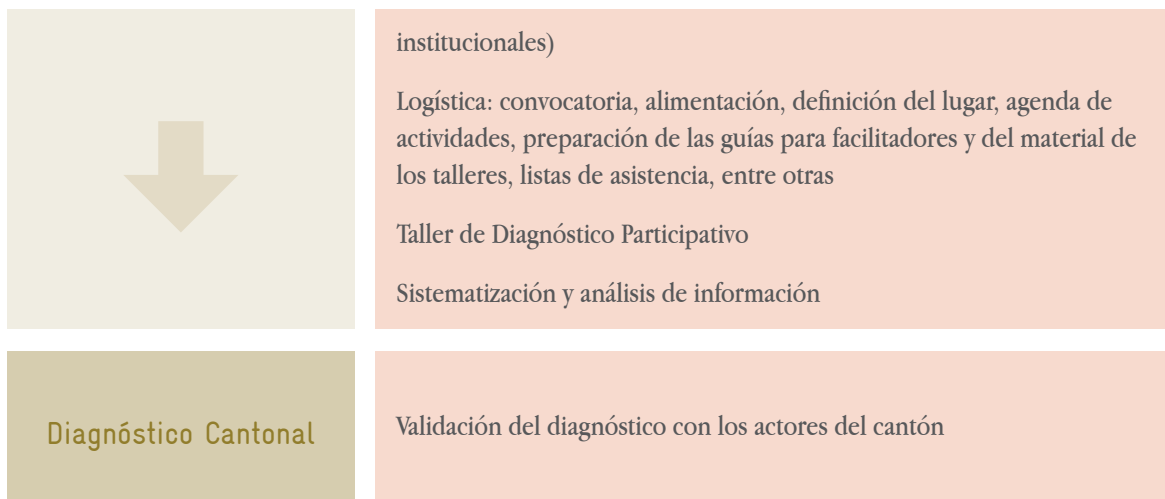 institucionales)
Logística: convocatoria, alimentación, definición del lugar, agenda de
actividades, preparación de las guías para facilitadores y del material de
los talleres, listas de asistencia, entre otras
Taller de Diagnóstico Participativo
Sistematización y análisis de información
Diagnóstico Cantonal
Validación del diagnóstico con los actores del cantón